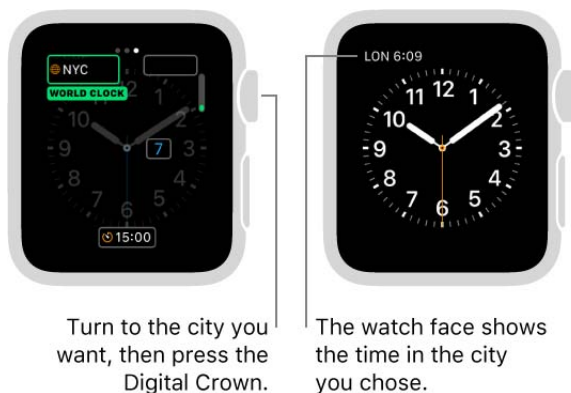 NYC
WORLD CLOCK
12
1
2
3
4
5
6
7
8
9
10
11
7
15:00
LON 6:09
12
1
2
3
4
5
6
7
8
9
10
11
Turn to the city you
want, then press the
Digital Crown.
The watch face shows
the time in the city
you chose.